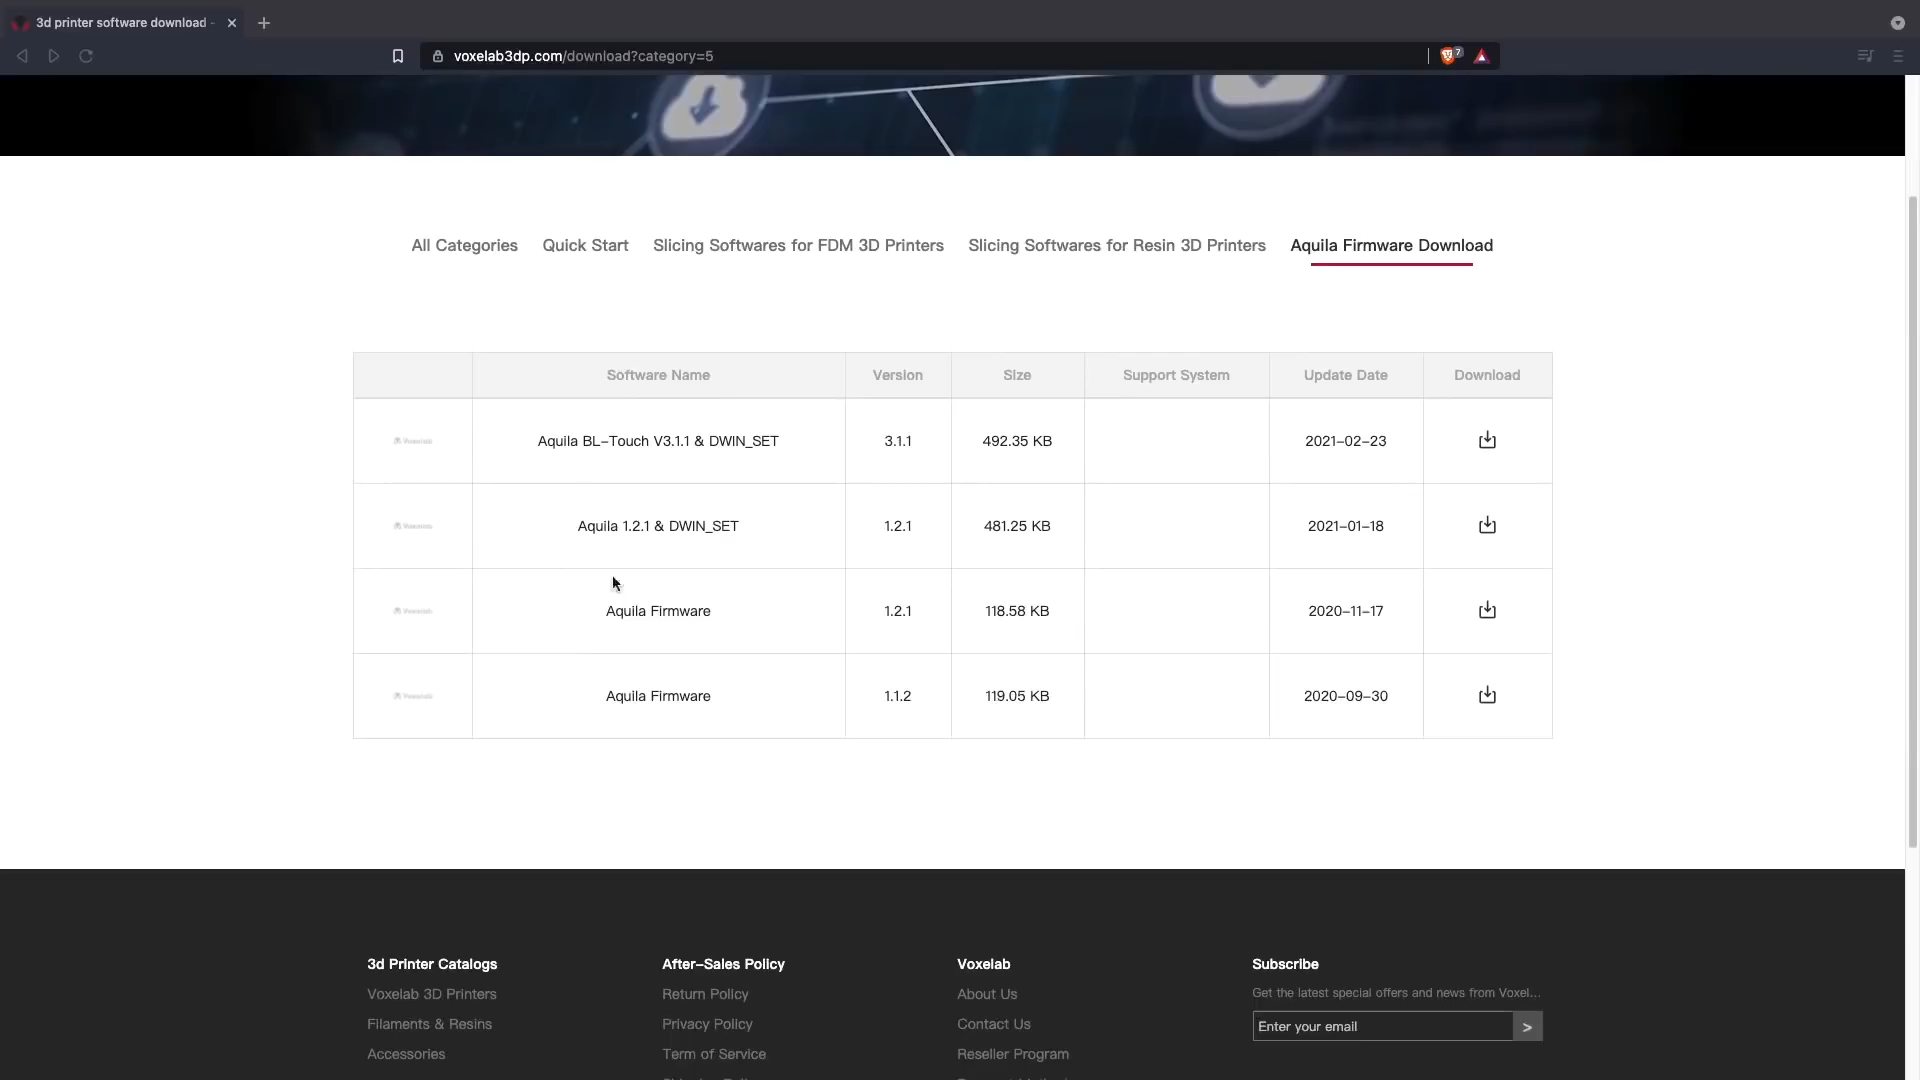 3d printer software download -
voxelab3dp.com/download?category=5
7
All Categories Quick Start Slicing Softwares for FDM 3D Printers Slicing Softwares for Resin 3D Printers Aquila Firmware Download
Software Name Version Size Support System Update Date Download
Aquila BL-Touch V3.1.1 & DWIN_SET 3.1.1 492.35 KB 2021-02-23
Aquila 1.2.1 & DWIN_SET 1.2.1 481.25 KB 2021-01-18
Aquila Firmware 1.2.1 118.58 KB 2020-11-17
Aquila Firmware 1.1.2 119.05 KB 2020-09-30
3d Printer Catalogs After-Sales Policy Voxelab Subscribe
Voxelab 3D Printers Return Policy About Us Get the latest special offers and news from Voxel...
Filaments & Resins Privacy Policy Contact Us Enter your email >
Accessories Term of Service Reseller Program